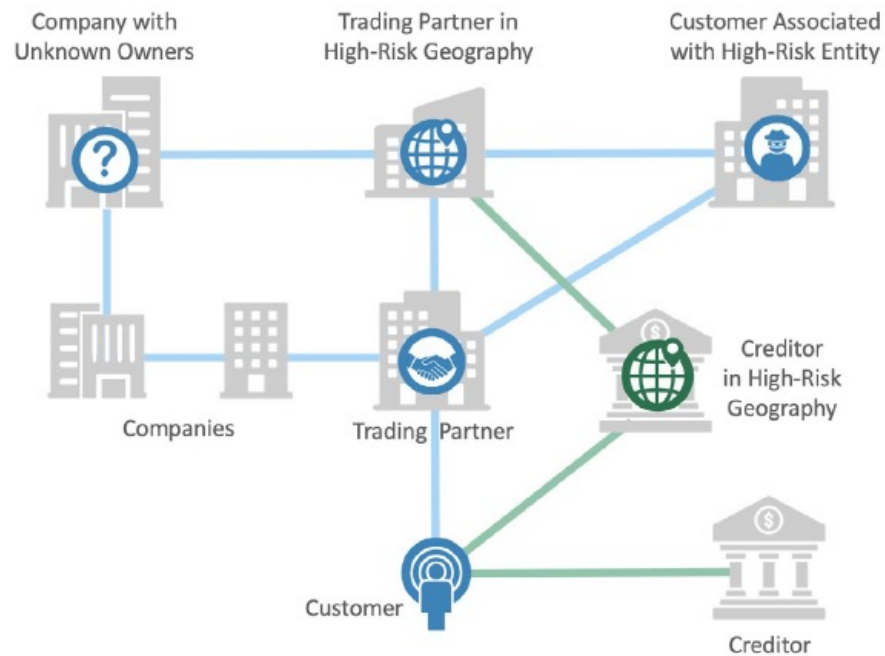 Company with
Unknown Owners
Trading Partner in
High-Risk Geography
Customer Associated
with High-Risk Entity
?
$
Creditor
in High-Risk
Geography
Companies
Trading Partner
$
Customer
Creditor